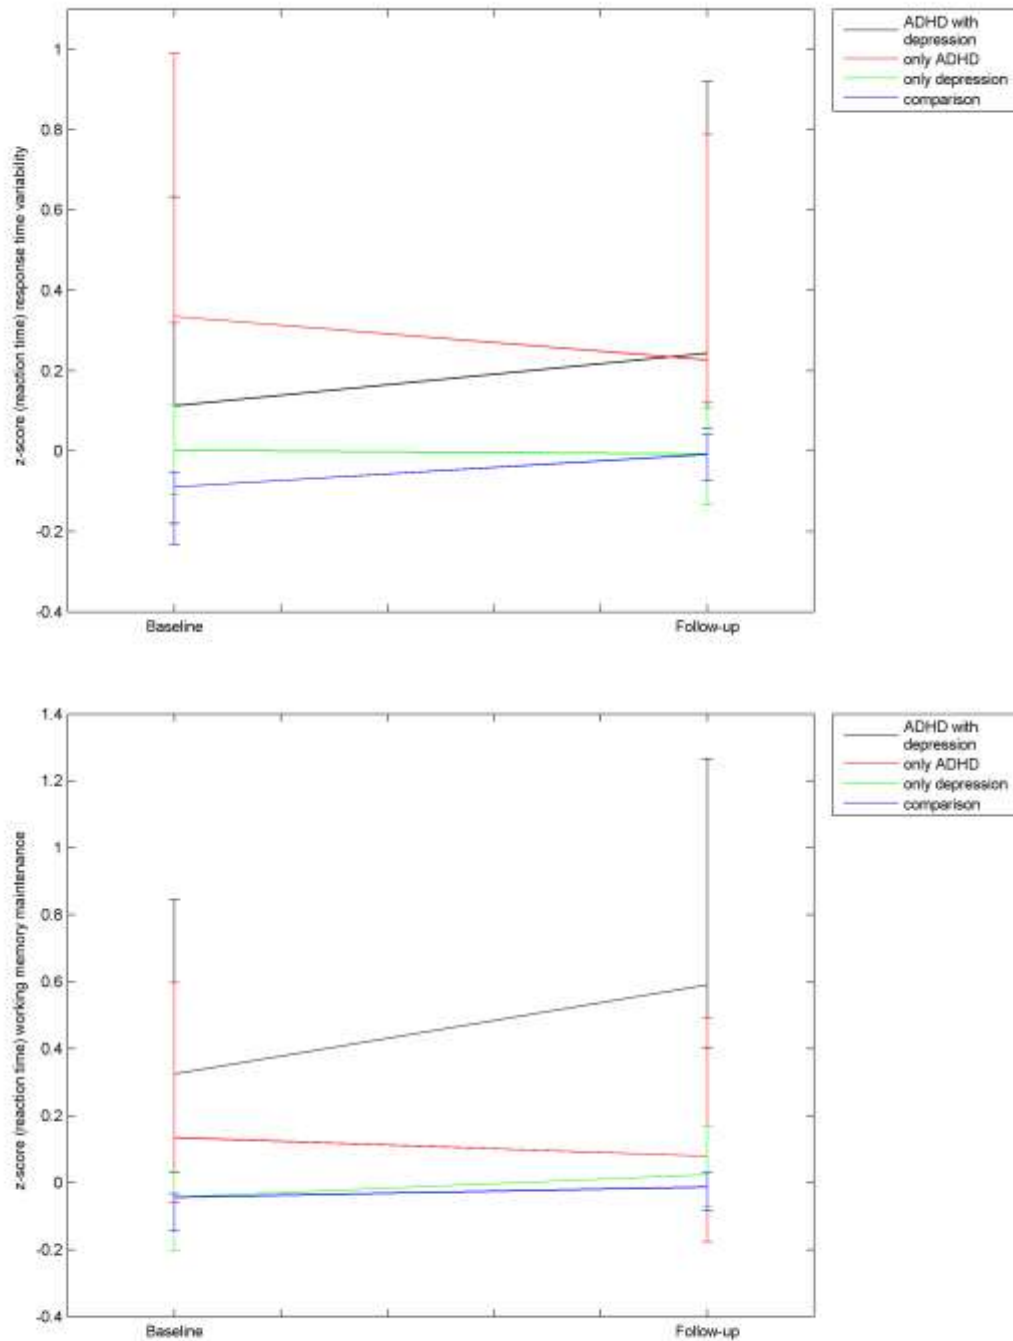 1
0.8
0.6
0.4
0.2
0
-0.2
-0.4
z-score (reaction time) response time variability
Baseline
Follow-up
ADHD with
depression
only ADHD
only depression
comparison
1.4
1.2
1
0.8
0.6
0.4
0.2
0
-0.2
-0.4
z-score (reaction time) working memory maintenance
Baseline
Follow-up
ADHD with
depression
only ADHD
only depression
comparison